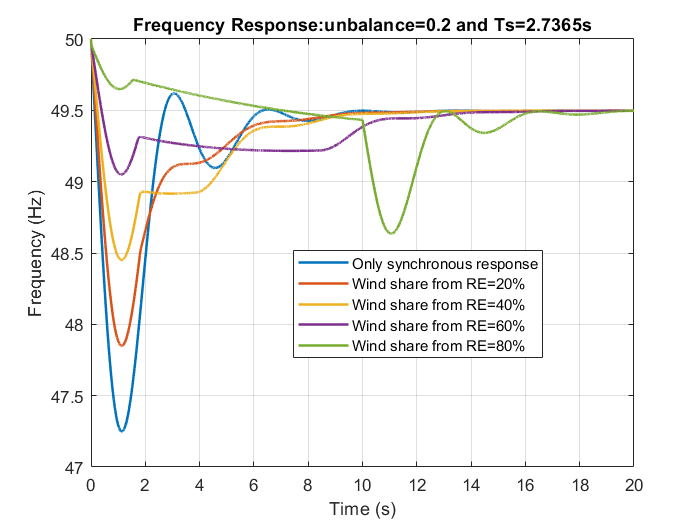 Frequency Response:unbalance=0.2 and Ts=2.7365s
50
49.5
49
48.5
48
47.5
47
Frequency (Hz)
Only synchronous response
Wind share from RE=20%
Wind share from RE=40%
Wind share from RE=60%
Wind share from RE=80%
0 2 4 6 8 10 12 14 16 18 20
Time (s)